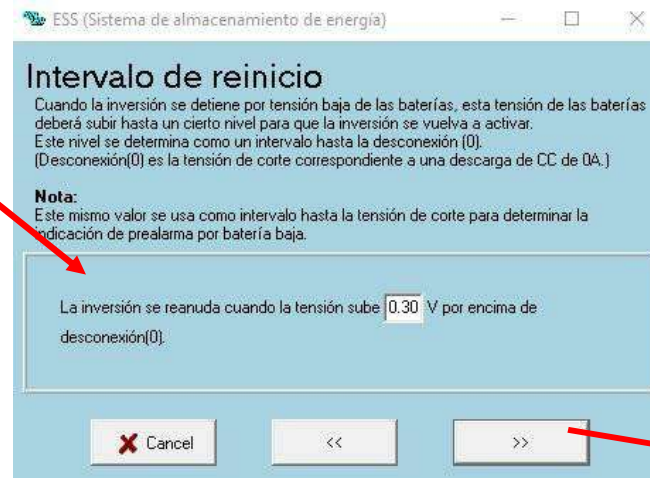 ESS (Sistema de almacenamiento de energía)
Intervalo de reinicio
Cuando la inversión se detiene por tensión baja de las baterías, esta tensión de las baterías
deberá subir hasta un cierto nivel para que la inversión se vuelva a activar.
Este nivel se determina como un intervalo hasta la desconexión (0).
(Desconexión(0) es la tensión de corte correspondiente a una descarga de CC de 0A.)
Nota:
Este mismo valor se usa como intervalo hasta la tensión de corte para determinar la
indicación de prealarma por batería baja.
La inversión se reanuda cuando la tensión sube 0.30 V por encima de
desconexión(0).
Cancel << >>